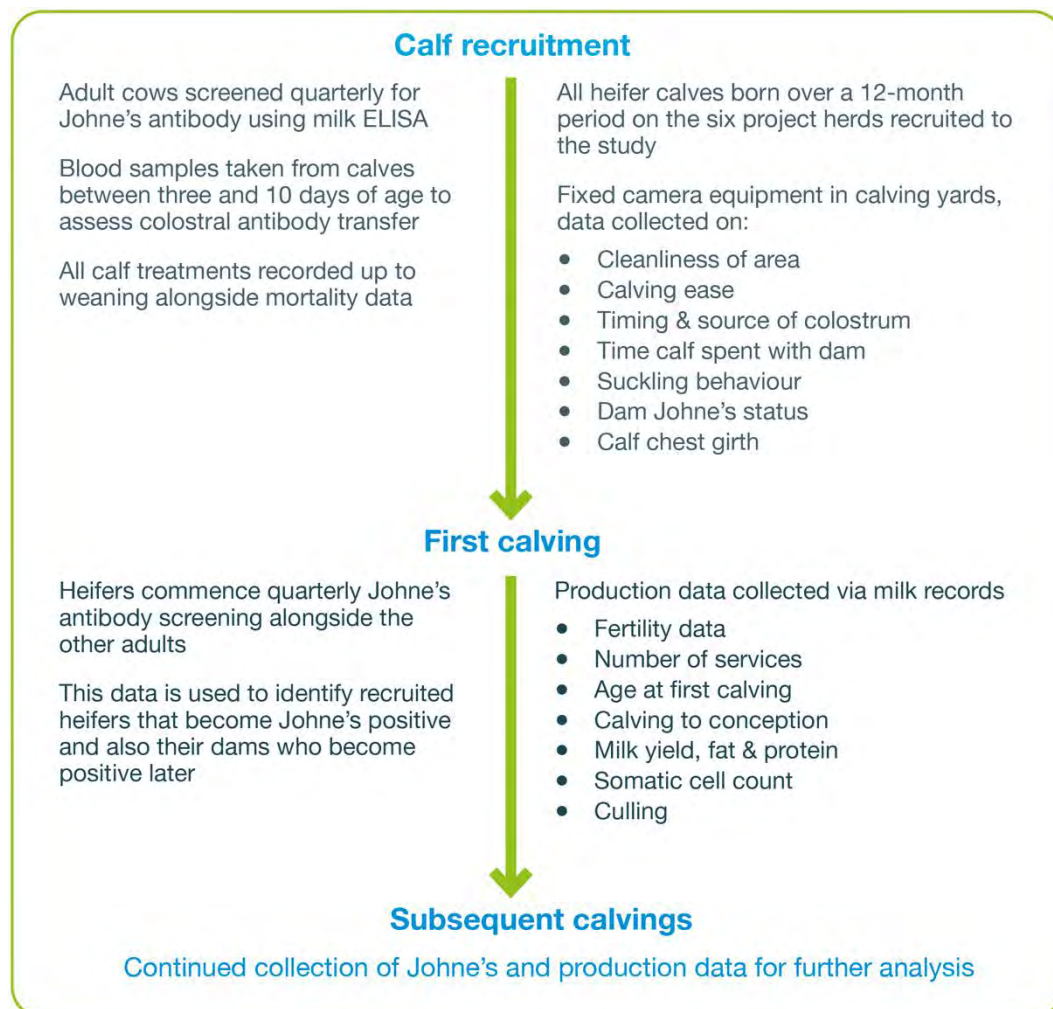 Calf recruitment
Adult cows screened quarterly for
Johne's antibody using milk ELISA
Blood samples taken from calves
between three and 10 days of age to
assess colostral antibody transfer
All calf treatments recorded up to
weaning alongside mortality data
All heifer calves born over a 12-month
period on the six project herds recruited to
the study
Fixed camera equipment in calving yards,
data collected on:
• Cleanliness of area
• Calving ease
• Timing & source of colostrum
• Time calf spent with dam
• Suckling behaviour
• Dam Johne's status
• Calf chest girth
First calving
Heifers commence quarterly Johne's
antibody screening alongside the
other adults
This data is used to identify recruited
heifers that become Johne's positive
and also their dams who become
positive later
Production data collected via milk records
• Fertility data
• Number of services
• Age at first calving
• Calving to conception
• Milk yield, fat & protein
• Somatic cell count
• Culling
Subsequent calvings
Continued collection of Johne's and production data for further analysis